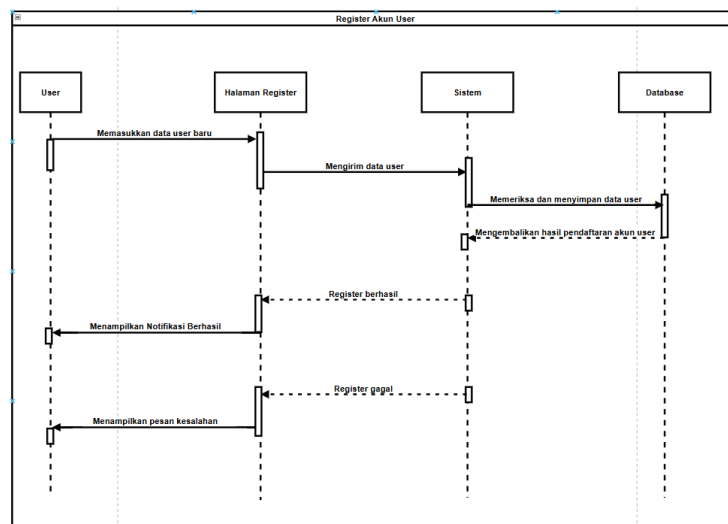 Register Akun User
User
Halaman Register
Sistem
Database
Memasukkan data user baru
Mengirim data user
Memeriksa dan menyimpan data user
Mengembalikan hasil pendaftaran akun user
Register berhasil
Menampilkan Notifikasi Berhasil
Register gagal
Menampilkan pesan kesalahan